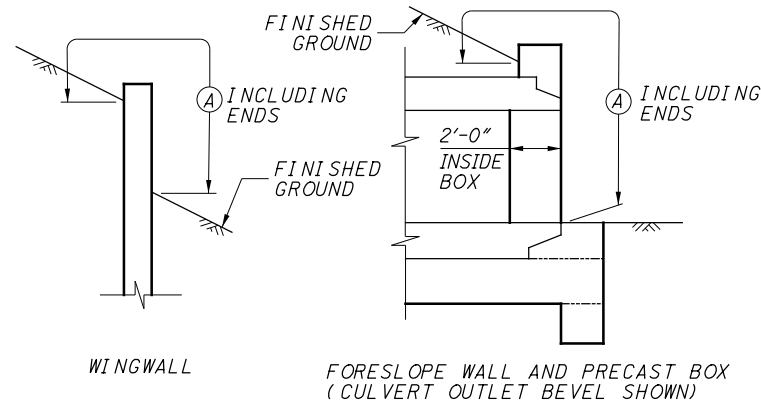 FINISHED
GROUND
A
INCLUDING
ENDS
FINISHED
GROUND
WINGWALL
A
INCLUDING
ENDS
2'-0"
INSIDE
BOX
FORESLOPE WALL AND PRECAST BOX
(CULVERT OUTLET BEVEL SHOWN)